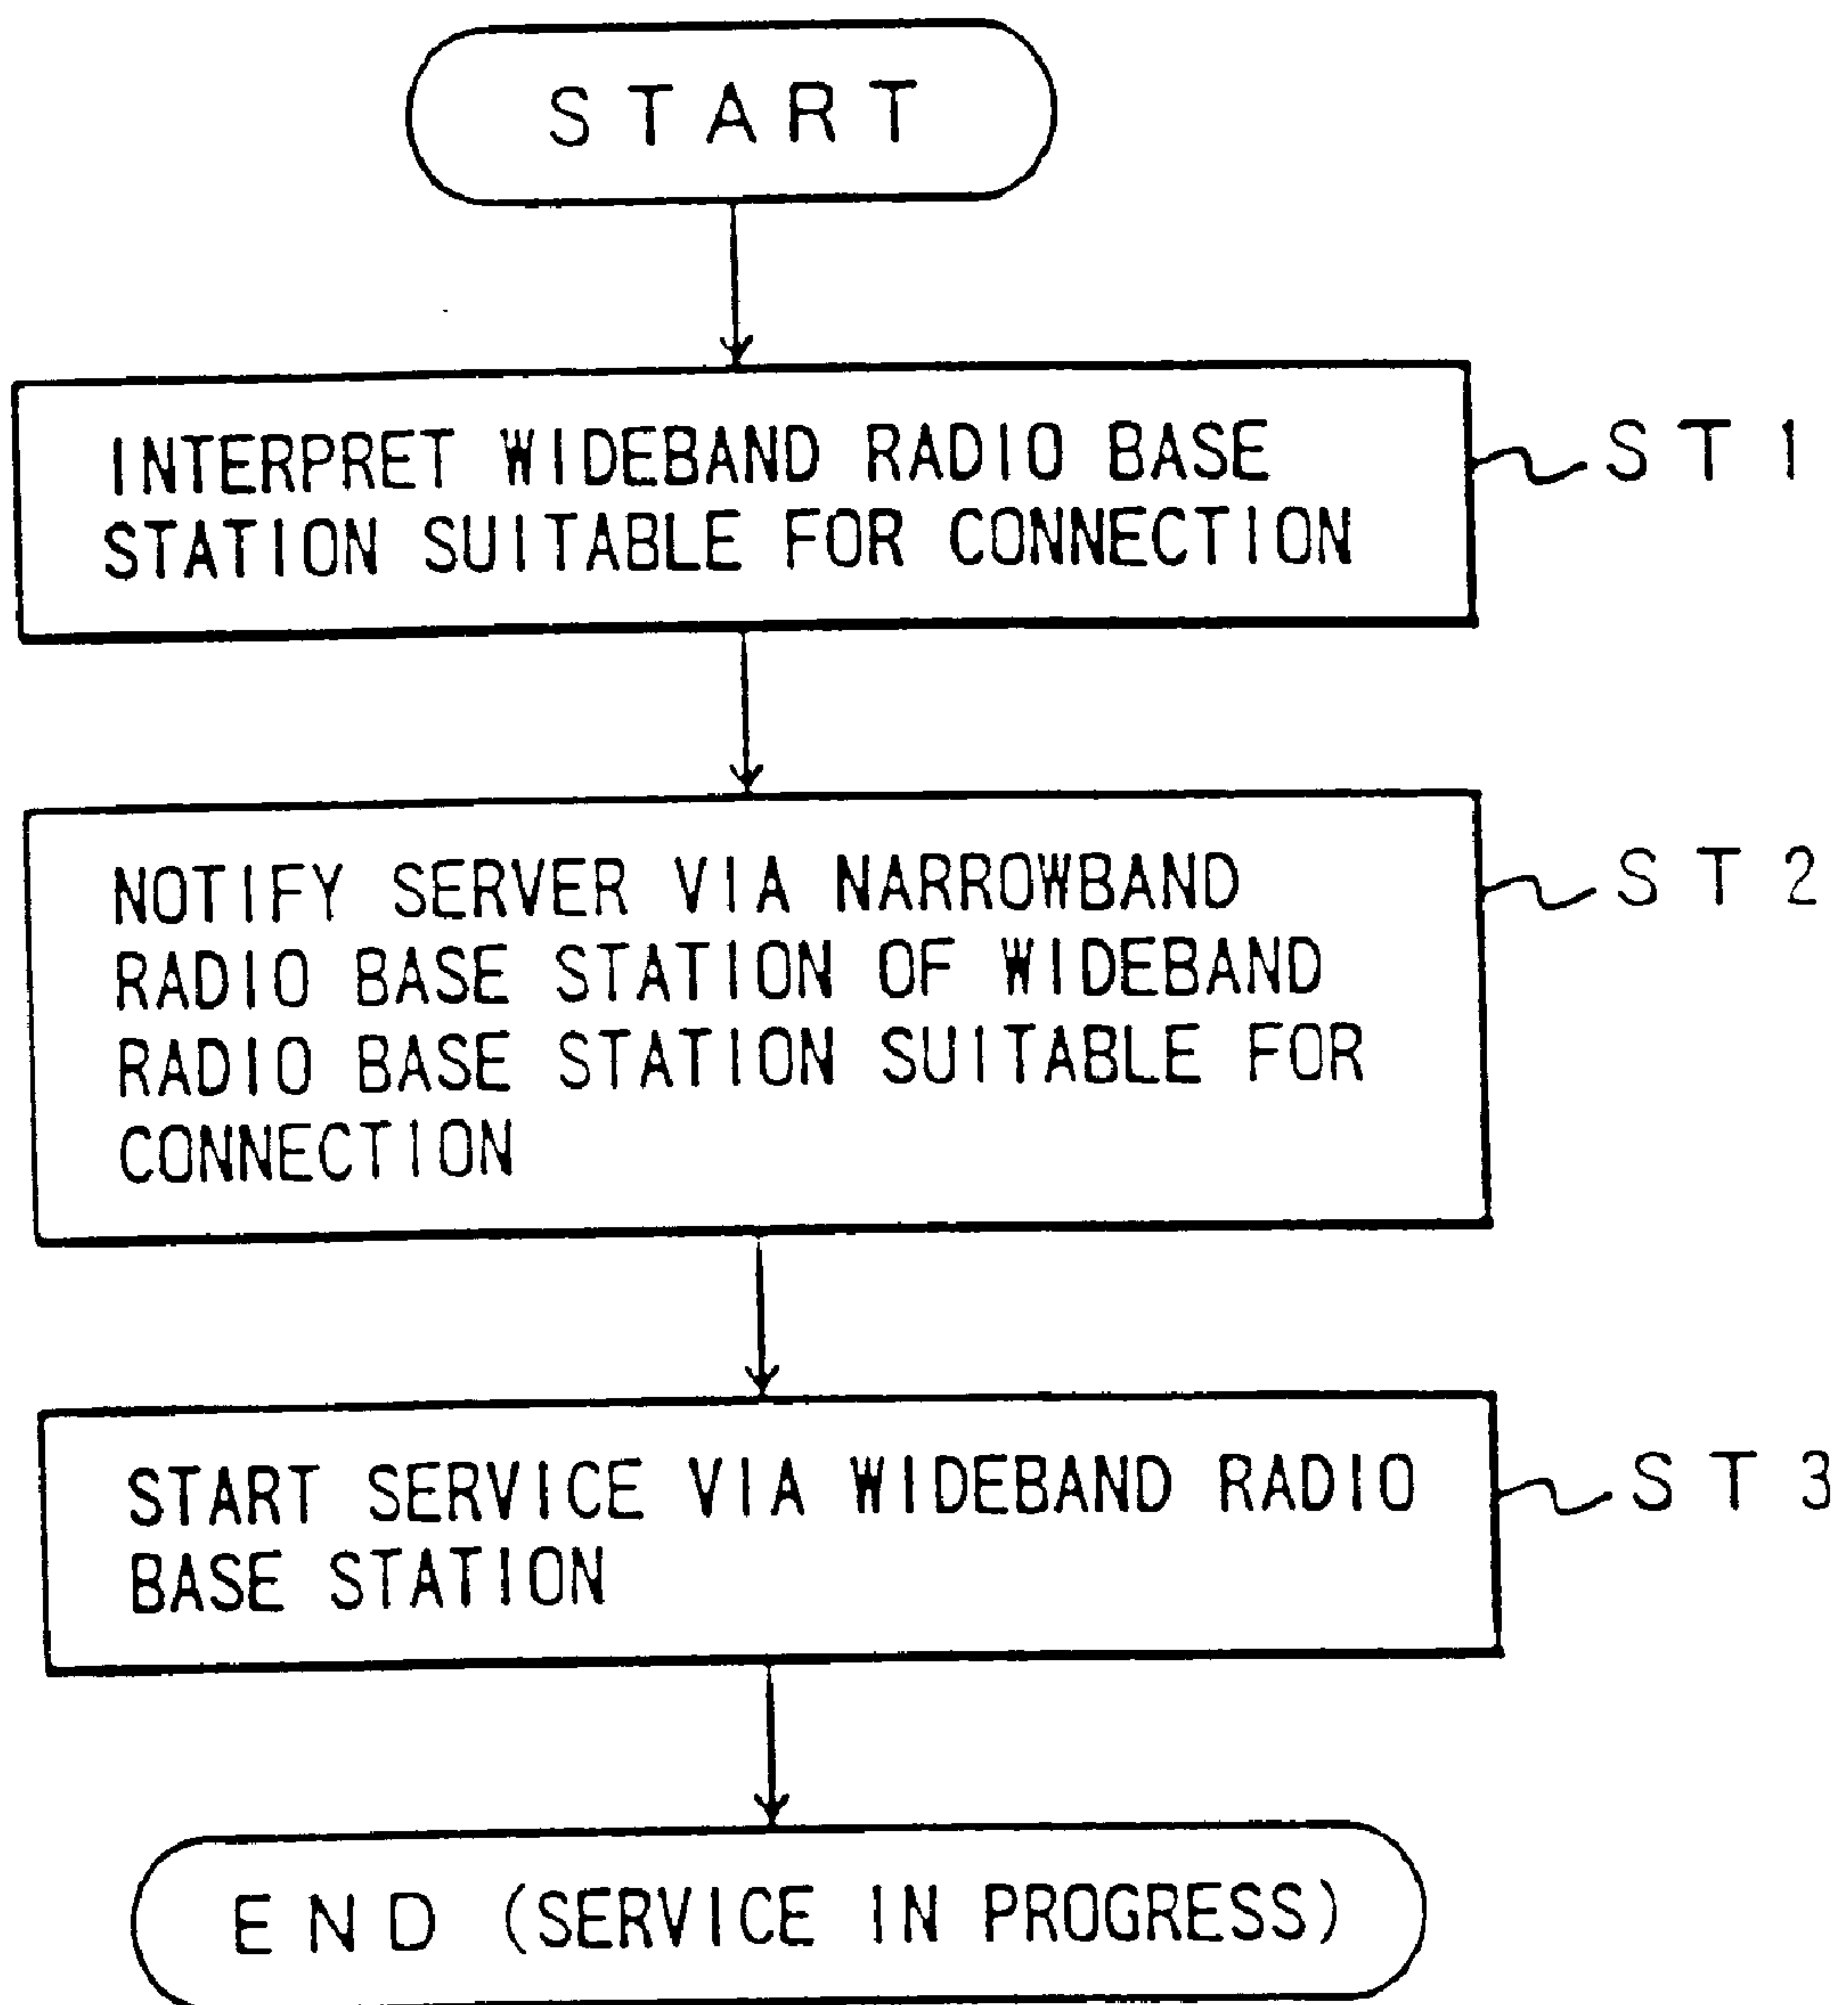 START
INTERPRET WIDEBAND RADIO BASE
STATION SUITABLE FOR CONNECTION
ST1
NOTIFY SERVER VIA NARROWBAND
RADIO BASE STATION OF WIDEBAND
RADIO BASE STATION SUITABLE FOR
CONNECTION
ST2
START SERVICE VIA WIDEBAND RADIO
BASE STATION
ST3
END (SERVICE IN PROGRESS)